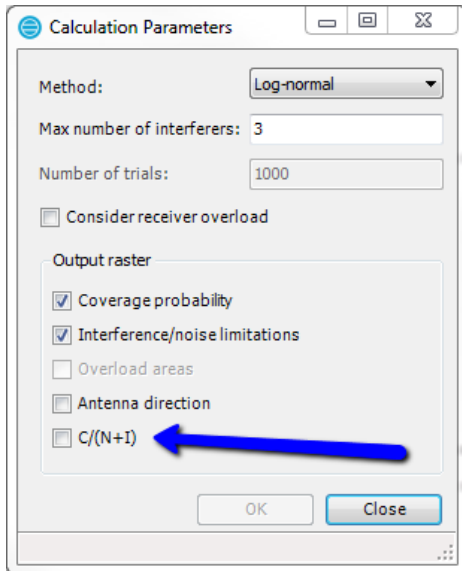 Calculation Parameters
Method: Log-normal
Max number of interferers: 3
Number of trials: 1000
Consider receiver overload
Output raster
Coverage probability
Interference/noise limitations
Overload areas
Antenna direction
C/(N+I)
OK Close